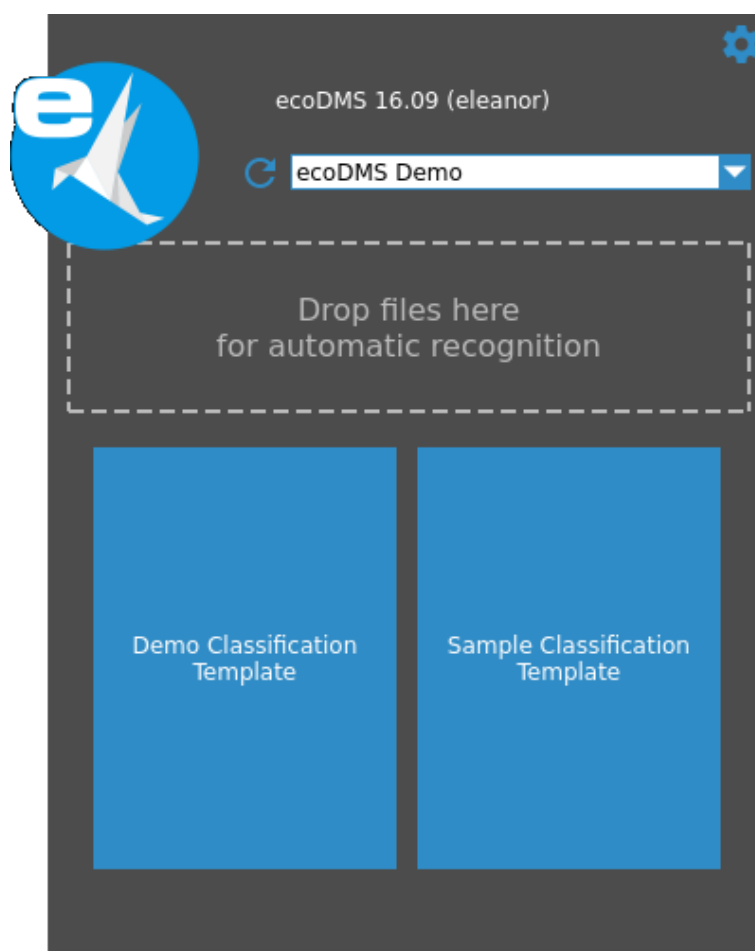 e
ecoDMS 16.09 (eleanor)
ecoDMS Demo
Drop files here
for automatic recognition
Demo Classification
Template
Sample Classification
Template